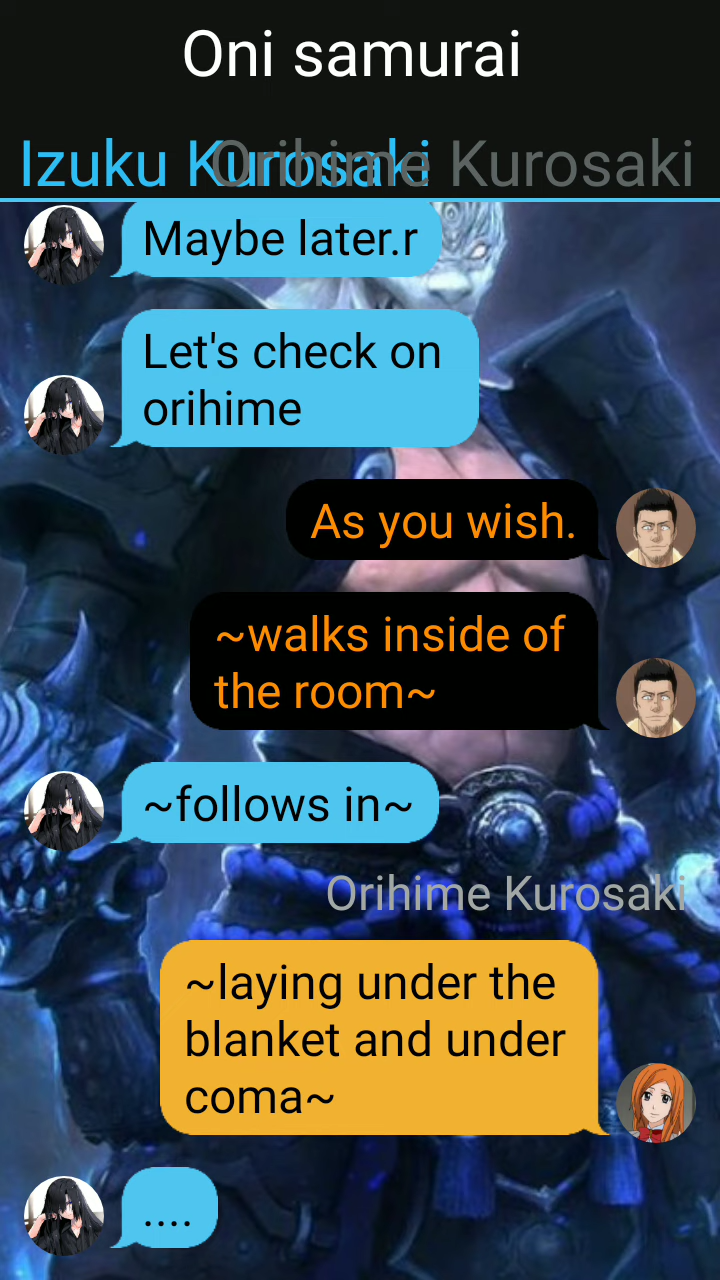 Oni samurai
Izuku Kurosaki
Orihime Kurosaki
Maybe later.r
Let's check on
orihime
As you wish.
~walks inside of
the room~
~follows in~
Orihime Kurosaki
~laying under the
blanket and under
coma~
....